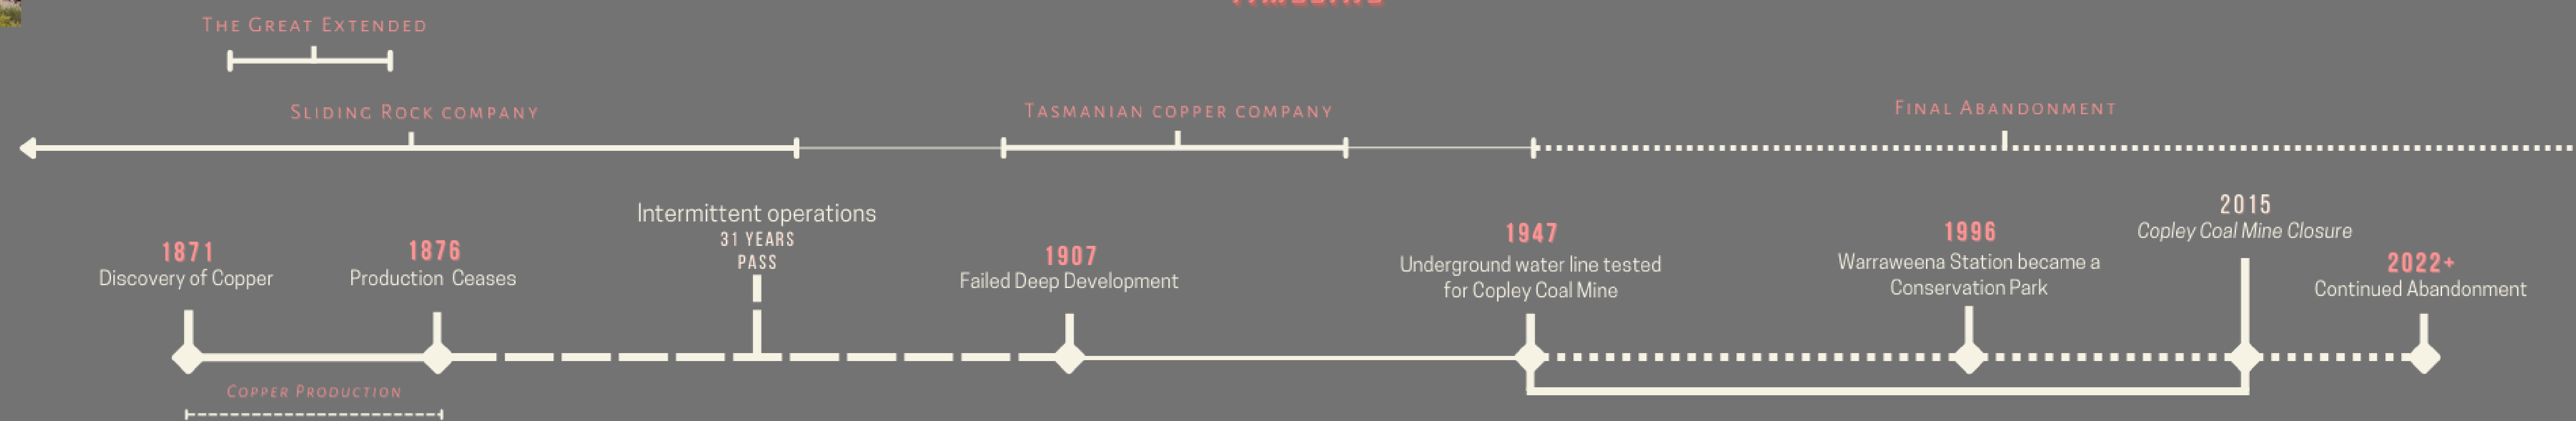 The Great Extended
Sliding Rock company
Tasmanian copper company
Final Abandonment
1871
Discovery of Copper
1876
Production Ceases
Intermittent operations
31 YEARS
PASS
1907
Failed Deep Development
1947
Underground water line tested
for Copley Coal Mine
1996
Warraweena Station became a
Conservation Park
2015
Copley Coal Mine Closure
2022+
Continued Abandonment
Copper Production